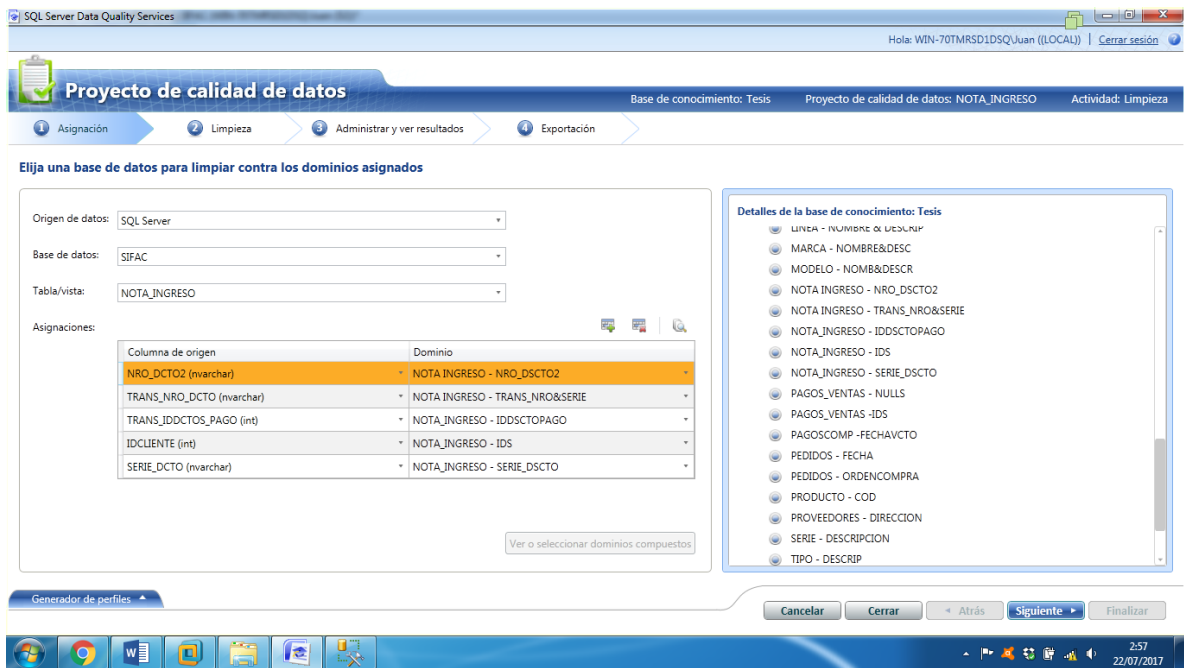 SQL Server Data Quality Services
Hola: WIN-70TMRSD1DSQ\Juan ((LOCAL)) | Cerrar sesión
Proyecto de calidad de datos
Base de conocimiento: Tesis Proyecto de calidad de datos: NOTA_INGRESO Actividad: Limpieza
1 Asignación 2 Limpieza 3 Administrar y ver resultados 4 Exportación
Elija una base de datos para limpiar contra los dominios asignados
Origen de datos: SQL Server
Base de datos: SIFAC
Tabla/vista: NOTA_INGRESO
Asignaciones:
Columna de origen Dominio
NRO_DCTO2 (nvarchar) NOTA INGRESO - NRO_DSCTO2
TRANS_NRO_DCTO (nvarchar) NOTA INGRESO - TRANS_NRO&SERIE
TRANS_IDDCTOS_PAGO (int) NOTA_INGRESO - IDDSCTOPAGO
IDCLIENTE (int) NOTA_INGRESO - IDS
SERIE_DCTO (nvarchar) NOTA_INGRESO - SERIE_DSCTO
Ver o seleccionar dominios compuestos
Detalles de la base de conocimiento: Tesis
LINEA - NOMBRE & DESCRIP
MARCA - NOMBRE&DESC
MODELO - NOMB&DESCR
NOTA INGRESO - NRO_DSCTO2
NOTA INGRESO - TRANS_NRO&SERIE
NOTA_INGRESO - IDDSCTOPAGO
NOTA_INGRESO - IDS
NOTA_INGRESO - SERIE_DSCTO
PAGOS_VENTAS - NULLS
PAGOS_VENTAS -IDS
PAGOSCOMP -FECHAVCTO
PEDIDOS - FECHA
PEDIDOS - ORDENCOMPRA
PRODUCTO - COD
PROVEEDORES - DIRECCION
SERIE - DESCRIPCION
TIPO - DESCRIP
Generador de perfiles
Cancelar Cerrar Atrás Siguiente Finalizar
2:57
22/07/2017